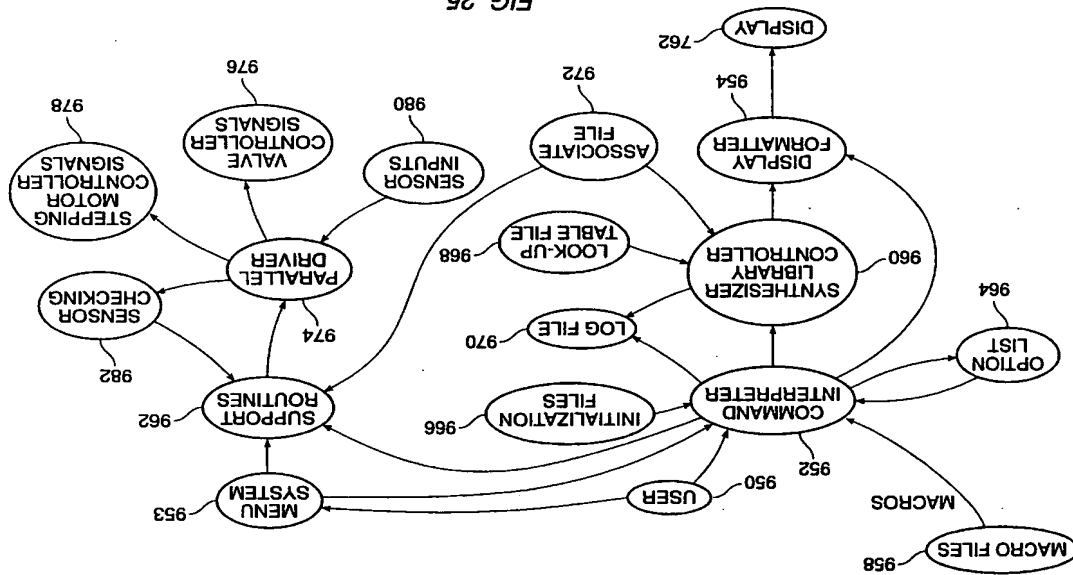 958
MACRO FILES
MACROS
950
USER
953
MENU
SYSTEM
952
COMMAND
INTERPRETER
966
INITIALIZATION
FILES
962
SUPPORT
ROUTINES
964
OPTION
LIST
970
LOG FILE
982
SENSOR
CHECKING
960
SYNTHESIZER
LIBRARY
CONTROLLER
968
LOOK-UP
TABLE FILE
974
PARALLEL
DRIVER
978
STEPPING
MOTOR
CONTROLLER
SIGNALS
954
DISPLAY
FORMATTER
972
ASSOCIATE
FILE
980
SENSOR
INPUTS
976
VALVE
CONTROLLER
SIGNALS
762
DISPLAY
FIG. 25